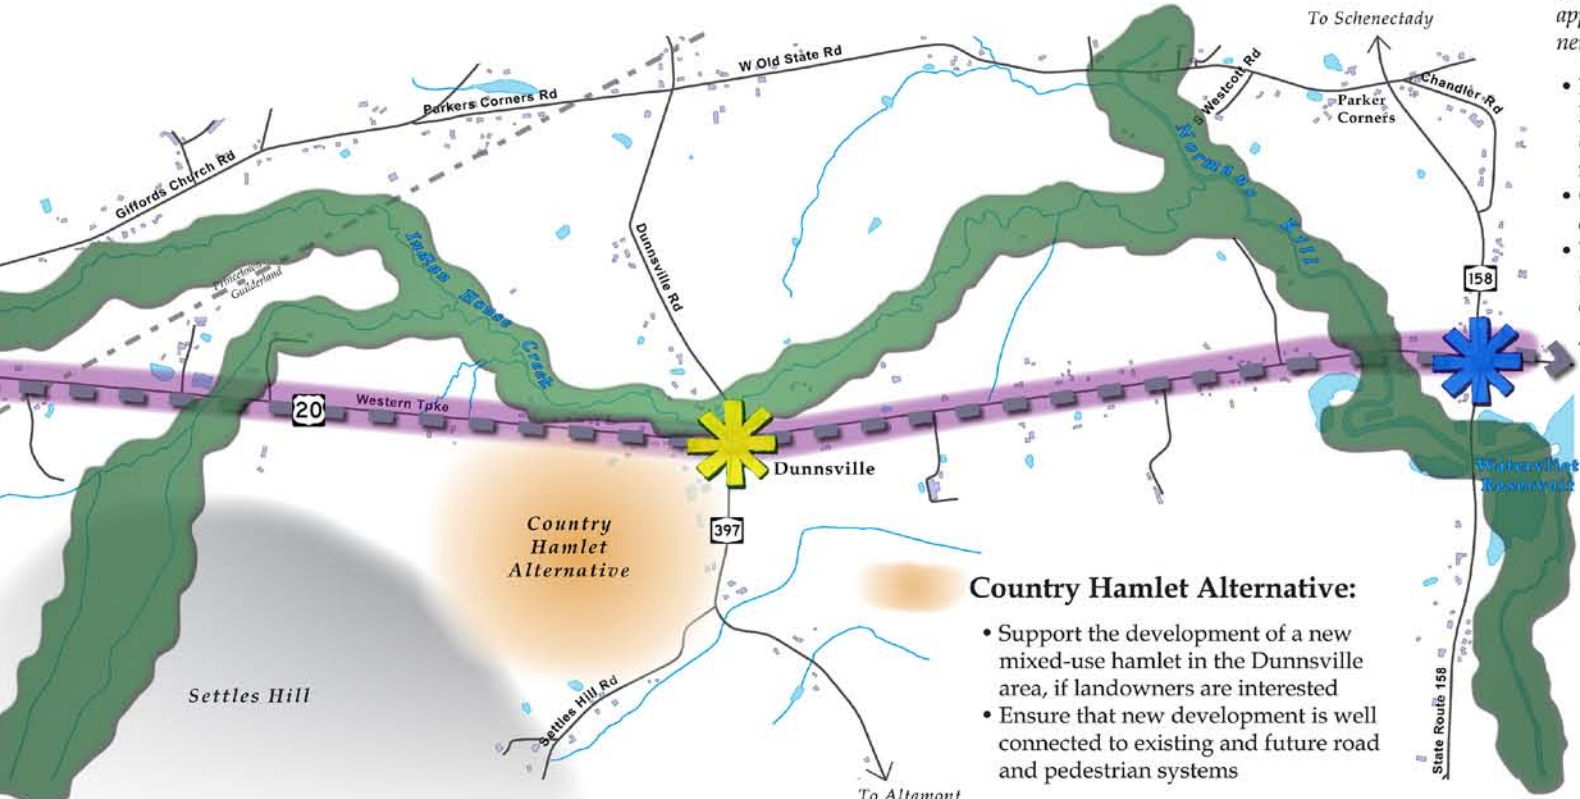 To Schenectady
W Old State Rd
Parkers Corners Rd
S Westcott Rd
Chandler Rd
Parker
Corners
Giffords Church Rd
Normans Kill
Dunnsville Rd
Indian House Creek
Princetown
Guilderland
158
20
Western Tpke
Dunnsville
Watervliet
Reservoir
397
Country
Hamlet
Alternative
Settles Hill
Settles Hill Rd
Country Hamlet Alternative:
• Support the development of a new
mixed-use hamlet in the Dunnsville
area, if landowners are interested
• Ensure that new development is well
connected to existing and future road
and pedestrian systems
State Route 158
To Altamont